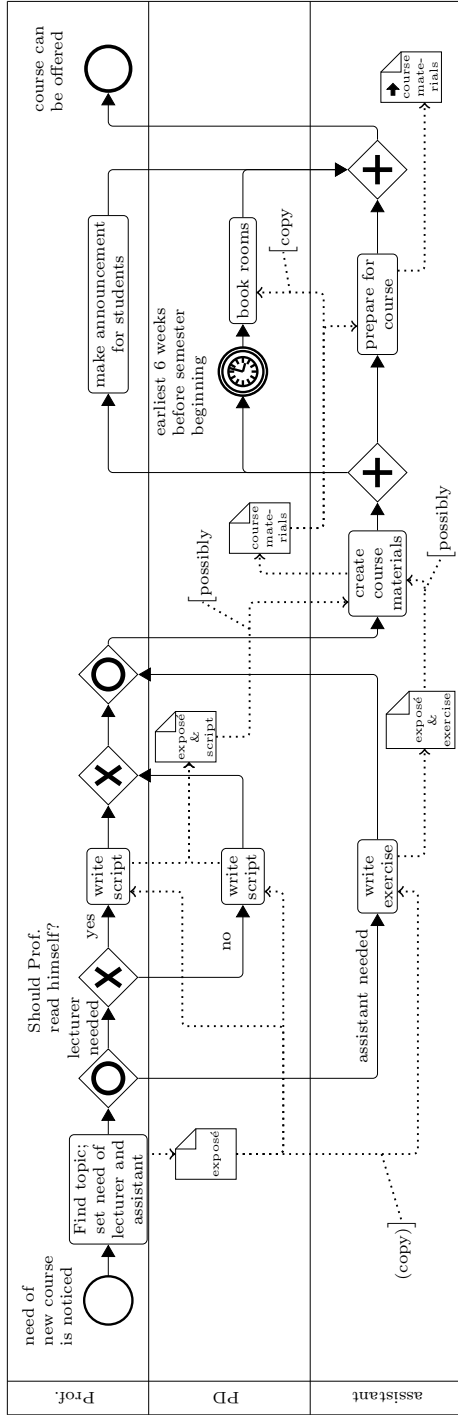 Prof.
PD
assistant
need of
new course
is noticed
Find topic;
set need of
lecturer and
assistant
exposé
(copy)
lecturer
needed
Should Prof.
read himself?
yes
no
assistant needed
write
script
write
script
write
exercise
exposé
&
script
exposé
&
exercise
possibly
possibly
create
course
materials
course
mate-
rials
earliest 6 weeks
before semester
beginning
make announcement
for students
book rooms
copy
prepare for
course
course
mate-
rials
course can
be offered